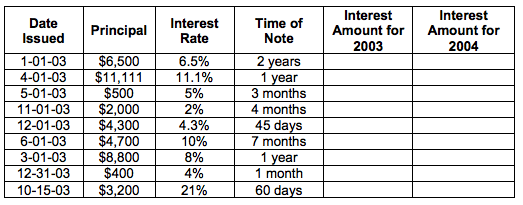 Date Issued Principal Interest Rate Time of Note Interest Amount for 2003 Interest Amount for 2004
1-01-03 $6,500 6.5% 2 years
4-01-03 $11,111 11.1% 1 year
5-01-03 $500 5% 3 months
11-01-03 $2,000 2% 4 months
12-01-03 $4,300 4.3% 45 days
6-01-03 $4,700 10% 7 months
3-01-03 $8,800 8% 1 year
12-31-03 $400 4% 1 month
10-15-03 $3,200 21% 60 days